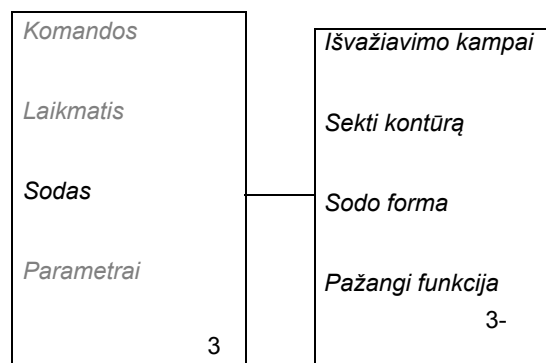 Komandos
Laikmatis
Sodas
Parametrai
3
Išvažiavimo kampai
Sekti kontūrą
Sodo forma
Pažangi funkcija
3-